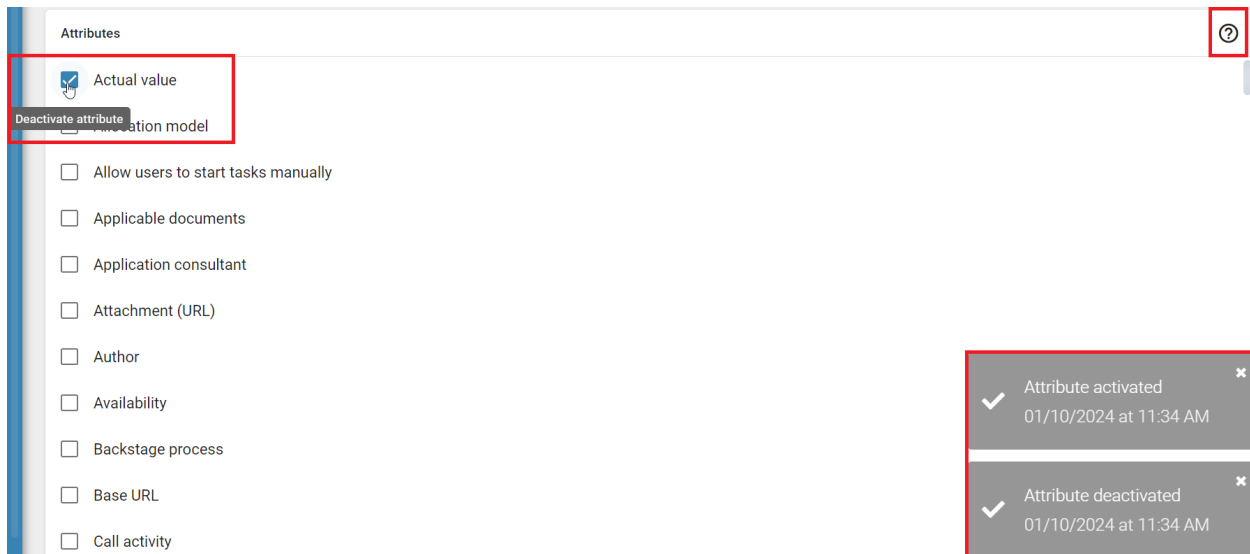 Attributes
Actual value
Deactivate attribute
Allocation model
Allow users to start tasks manually
Applicable documents
Application consultant
Attachment (URL)
Author
Availability
Backstage process
Base URL
Call activity
Attribute activated
01/10/2024 at 11:34 AM
Attribute deactivated
01/10/2024 at 11:34 AM